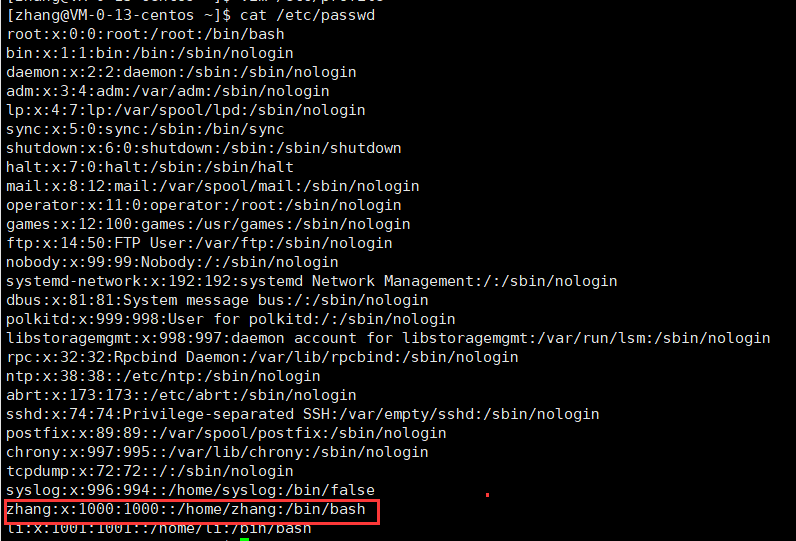 [zhang@VM-0-13-centos ~]$ vim /etc/profile
[zhang@VM-0-13-centos ~]$ cat /etc/passwd
root:x:0:0:root:/root:/bin/bash
bin:x:1:1:bin:/bin:/sbin/nologin
daemon:x:2:2:daemon:/sbin:/sbin/nologin
adm:x:3:4:adm:/var/adm:/sbin/nologin
lp:x:4:7:lp:/var/spool/lpd:/sbin/nologin
sync:x:5:0:sync:/sbin:/bin/sync
shutdown:x:6:0:shutdown:/sbin:/sbin/shutdown
halt:x:7:0:halt:/sbin:/sbin/halt
mail:x:8:12:mail:/var/spool/mail:/sbin/nologin
operator:x:11:0:operator:/root:/sbin/nologin
games:x:12:100:games:/usr/games:/sbin/nologin
ftp:x:14:50:FTP User:/var/ftp:/sbin/nologin
nobody:x:99:99:Nobody:/:/sbin/nologin
systemd-network:x:192:192:systemd Network Management:/:/sbin/nologin
dbus:x:81:81:System message bus:/:/sbin/nologin
polkitd:x:999:998:User for polkitd:/:/sbin/nologin
libstoragemgmt:x:998:997:daemon account for libstoragemgmt:/var/run/lsm:/sbin/nologin
rpc:x:32:32:Rpcbind Daemon:/var/lib/rpcbind:/sbin/nologin
ntp:x:38:38::/etc/ntp:/sbin/nologin
abrt:x:173:173::/etc/abrt:/sbin/nologin
sshd:x:74:74:Privilege-separated SSH:/var/empty/sshd:/sbin/nologin
postfix:x:89:89::/var/spool/postfix:/sbin/nologin
chrony:x:997:995::/var/lib/chrony:/sbin/nologin
tcpdump:x:72:72::/:/sbin/nologin
syslog:x:996:994::/home/syslog:/bin/false
zhang:x:1000:1000::/home/zhang:/bin/bash
li:x:1001:1001::/home/li:/bin/bash